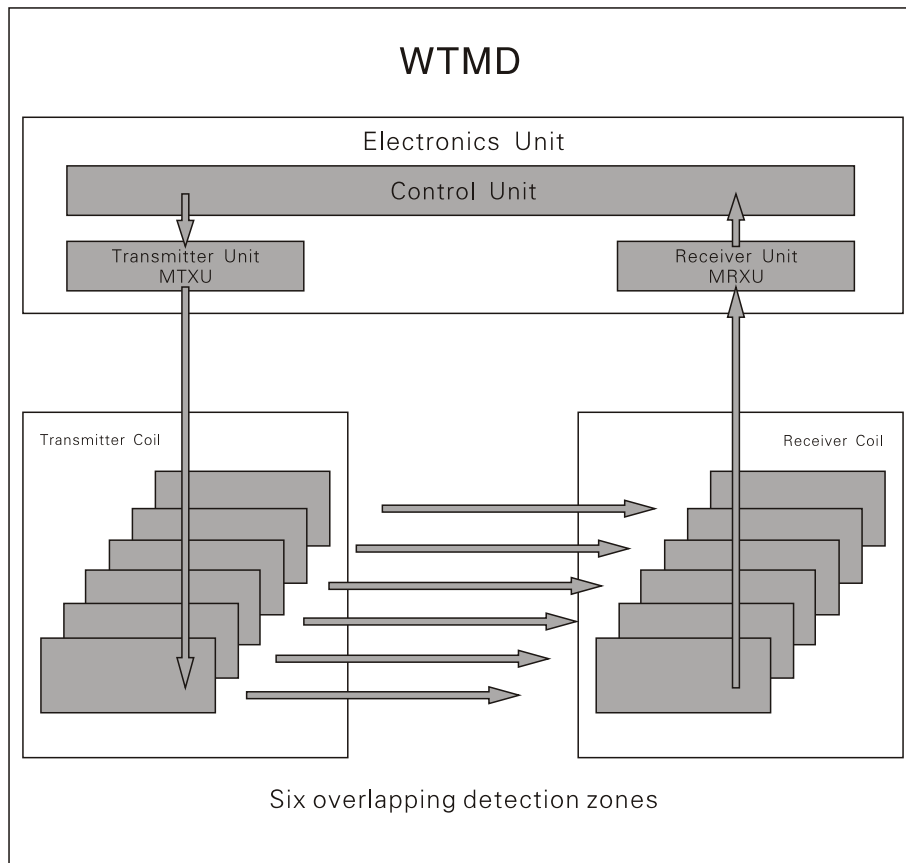 WTMD
Electronics Unit
Control Unit
Transmitter Unit
MTXU
Receiver Unit
MRXU
Transmitter Coil
Receiver Coil
Six overlapping detection zones